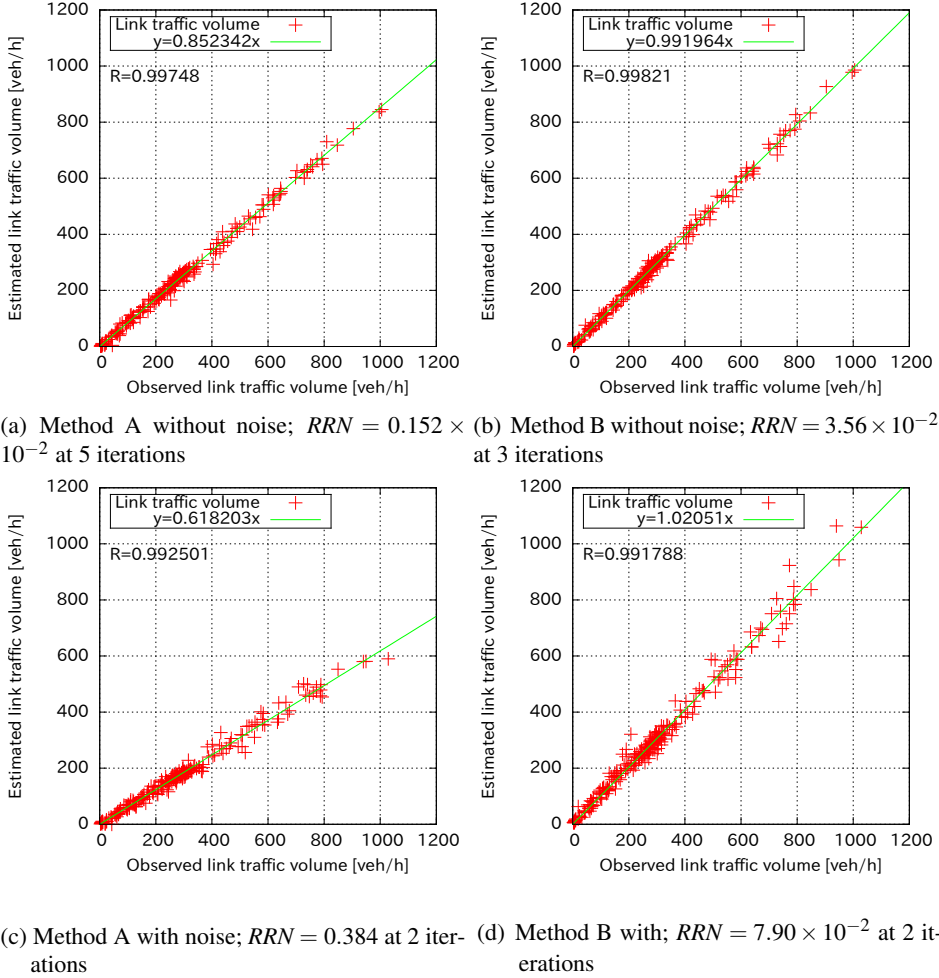 1200
1000
800
600
400
200
0
Estimated link traffic volume [veh/h]
Link traffic volume
y=0.852342x
R=0.99748
0 200 400 600 800 1000 1200
Observed link traffic volume [veh/h]
(a) Method A without noise; RRN = 0.152 ×
10⁻² at 5 iterations
1200
1000
800
600
400
200
0
Estimated link traffic volume [veh/h]
Link traffic volume
y=0.991964x
R=0.99821
0 200 400 600 800 1000 1200
Observed link traffic volume [veh/h]
(b) Method B without noise; RRN = 3.56 × 10⁻²
at 3 iterations
1200
1000
800
600
400
200
0
Estimated link traffic volume [veh/h]
Link traffic volume
y=0.618203x
R=0.992501
0 200 400 600 800 1000 1200
Observed link traffic volume [veh/h]
(c) Method A with noise; RRN = 0.384 at 2 iter-
ations
1200
1000
800
600
400
200
0
Estimated link traffic volume [veh/h]
Link traffic volume
y=1.02051x
R=0.991788
0 200 400 600 800 1000 1200
Observed link traffic volume [veh/h]
(d) Method B with; RRN = 7.90 × 10⁻² at 2 it-
erations